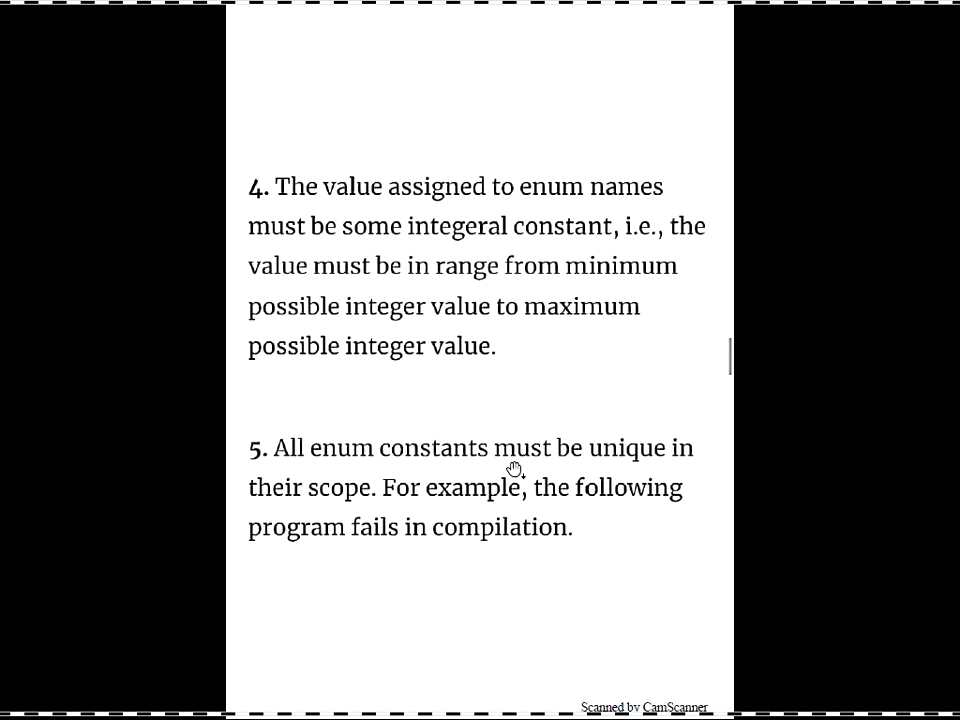 4. The value assigned to enum names
must be some integeral constant, i.e., the
value must be in range from minimum
possible integer value to maximum
possible integer value.
5. All enum constants must be unique in
their scope. For example, the following
program fails in compilation.
Scanned by CamScanner